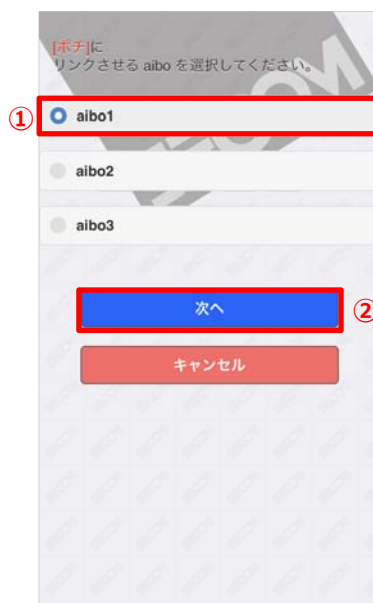 [ポチ]に
リンクさせる aibo を選択してください。
① aibo1
aibo2
aibo3
次へ ②
キャンセル